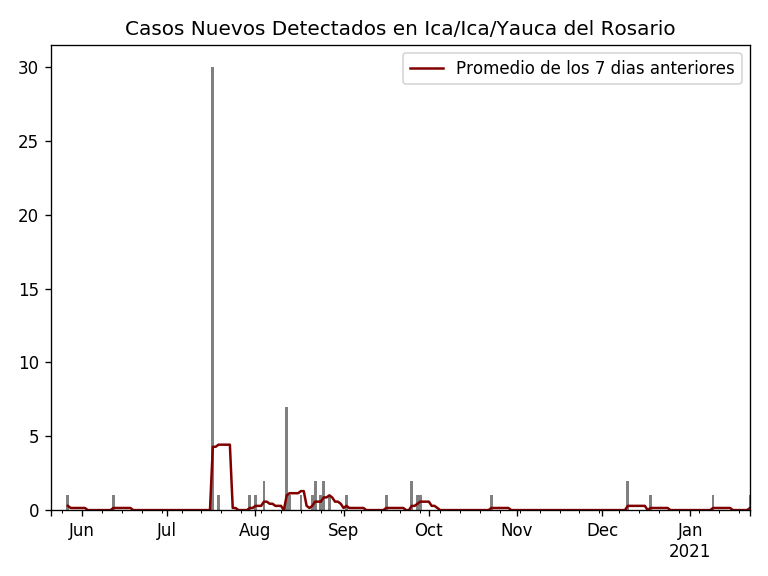 Casos Nuevos Detectados en Ica/Ica/Yauca del Rosario
Promedio de los 7 dias anteriores
30
25
20
15
10
5
0
Jun Jul Aug Sep Oct Nov Dec Jan
2021